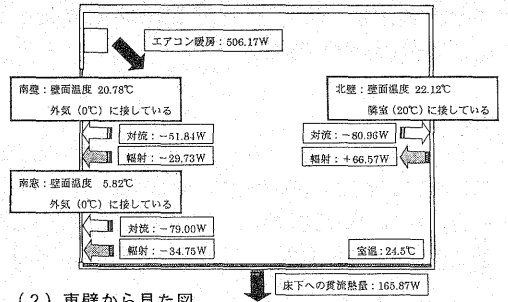 エアコン暖房：506.17W
南壁：壁面温度 20.78℃
外気（0℃）に接している
対流：－51.84W
輻射：－29.73W
南窓：壁面温度 5.82℃
外気（0℃）に接している
対流：－79.00W
輻射：－34.75W
北壁：壁面温度 22.12℃
隣室（20℃）に接している
対流：－80.96W
輻射：＋66.57W
室温：24.5℃
床下への貫流熱量：165.87W
（2）東壁から見た図